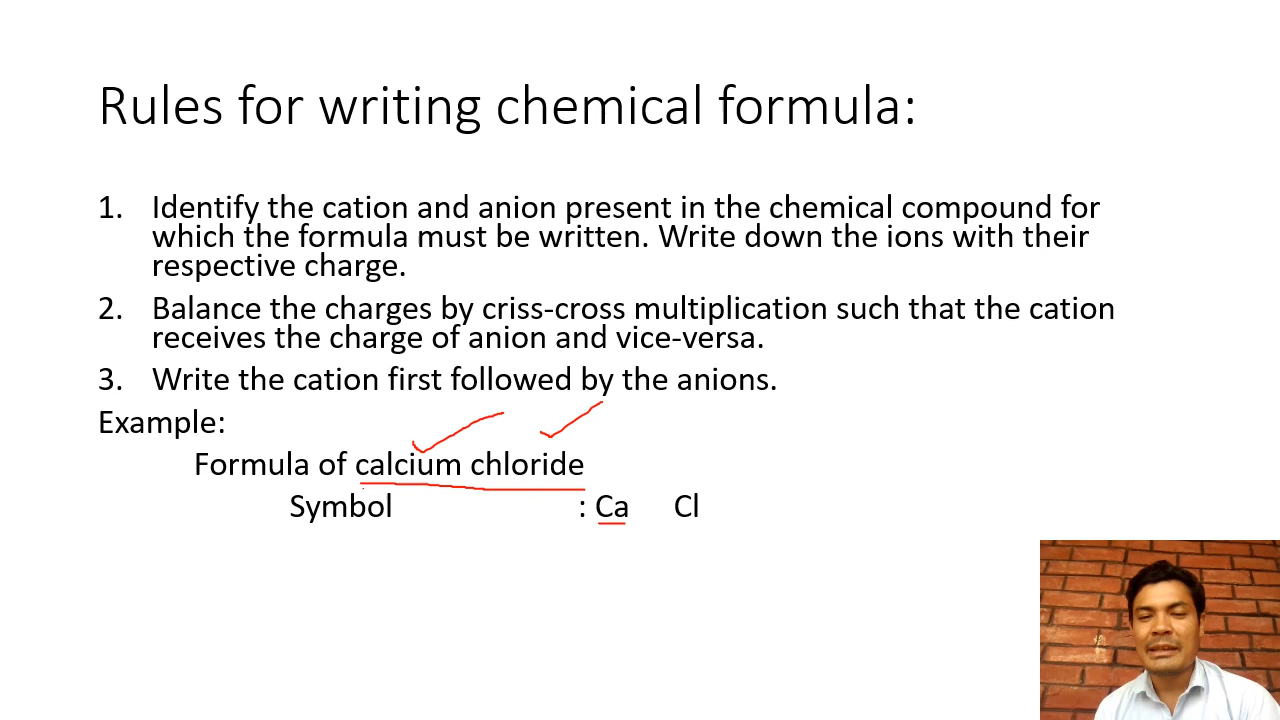 Rules for writing chemical formula:
1. Identify the cation and anion present in the chemical compound for
which the formula must be written. Write down the ions with their
respective charge.
2. Balance the charges by criss-cross multiplication such that the cation
receives the charge of anion and vice-versa.
3. Write the cation first followed by the anions.
Example:
Formula of calcium chloride
Symbol : Ca Cl